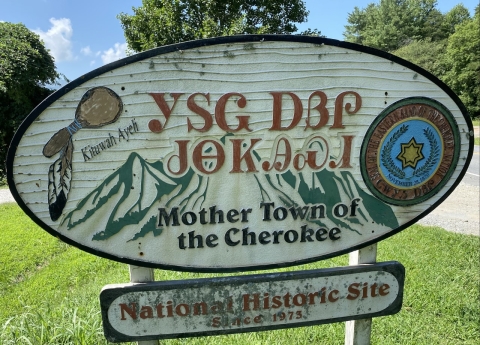 ᎩᏚᏩ ᎠᏰᎵ
Kituwah Ayeli
Mother Town of
the Cherokee
National Historic Site
Since 1973